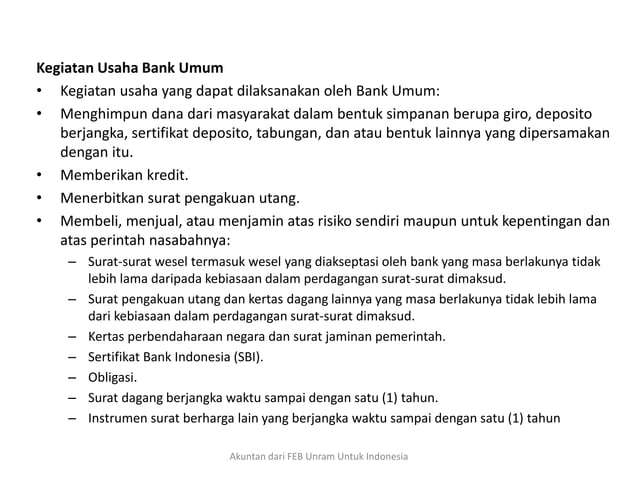 Kegiatan Usaha Bank Umum
• Kegiatan usaha yang dapat dilaksanakan oleh Bank Umum:
• Menghimpun dana dari masyarakat dalam bentuk simpanan berupa giro, deposito
berjangka, sertifikat deposito, tabungan, dan atau bentuk lainnya yang dipersamakan
dengan itu.
• Memberikan kredit.
• Menerbitkan surat pengakuan utang.
• Membeli, menjual, atau menjamin atas risiko sendiri maupun untuk kepentingan dan
atas perintah nasabahnya:
– Surat-surat wesel termasuk wesel yang diakseptasi oleh bank yang masa berlakunya tidak
lebih lama daripada kebiasaan dalam perdagangan surat-surat dimaksud.
– Surat pengakuan utang dan kertas dagang lainnya yang masa berlakunya tidak lebih lama
dari kebiasaan dalam perdagangan surat-surat dimaksud.
– Kertas perbendaharaan negara dan surat jaminan pemerintah.
– Sertifikat Bank Indonesia (SBI).
– Obligasi.
– Surat dagang berjangka waktu sampai dengan satu (1) tahun.
– Instrumen surat berharga lain yang berjangka waktu sampai dengan satu (1) tahun
Akuntan dari FEB Unram Untuk Indonesia